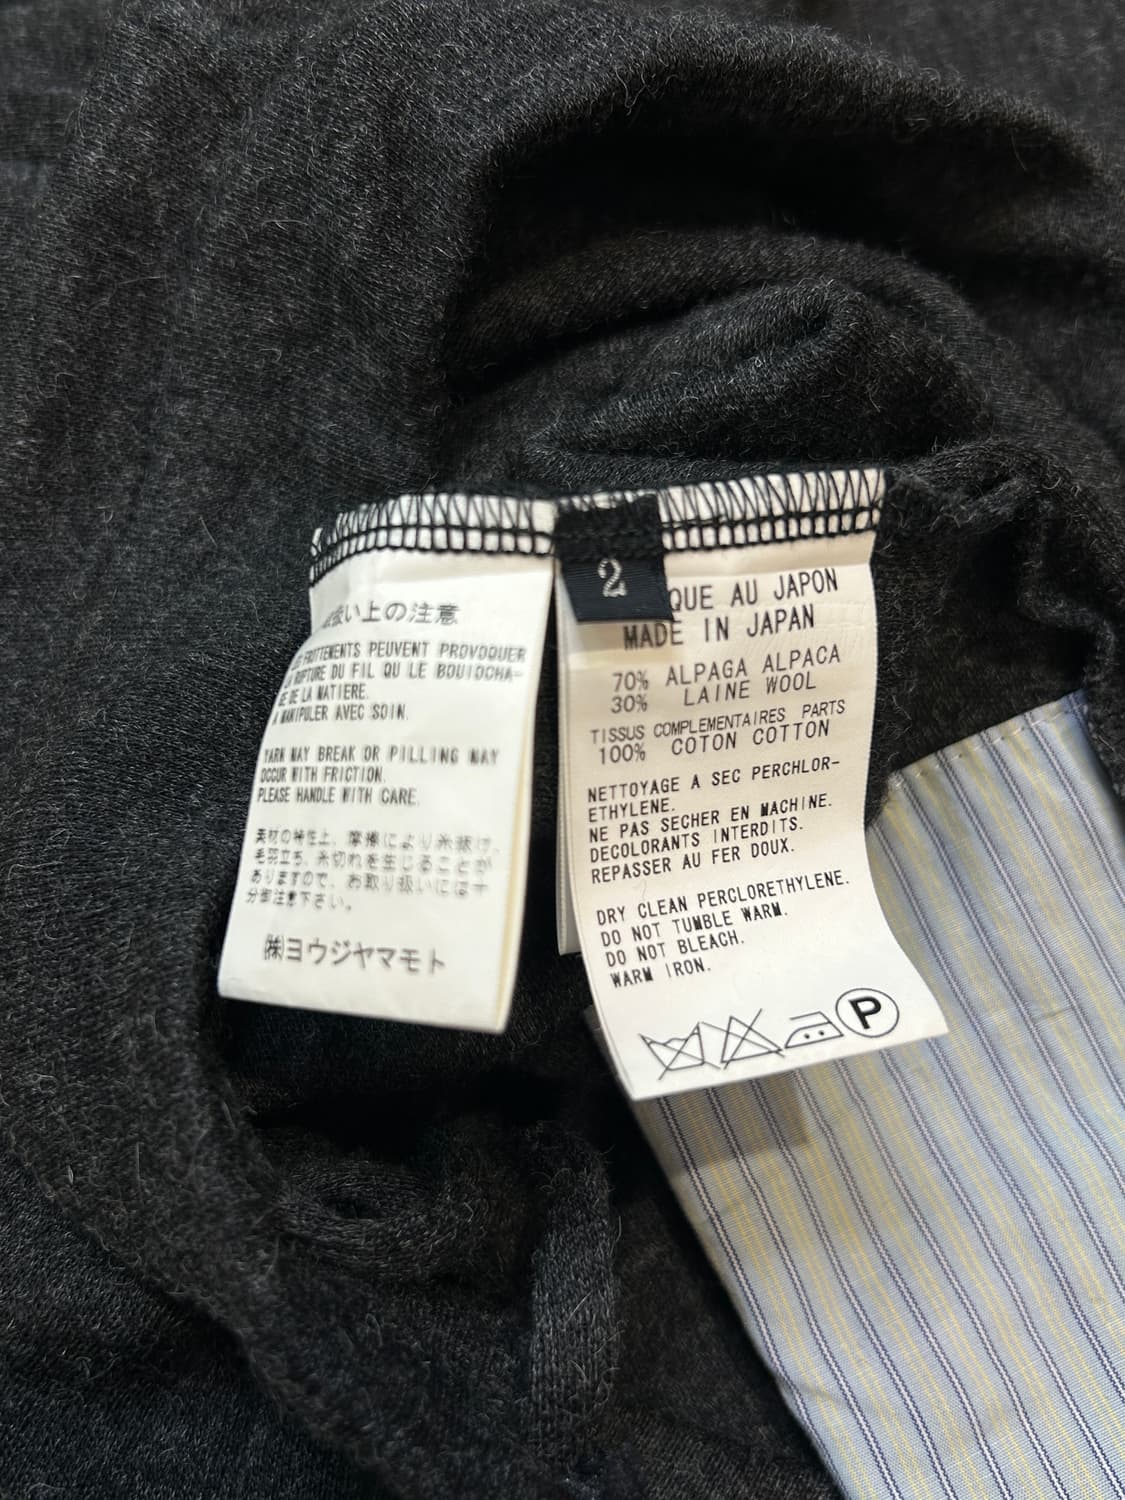 扱い上の注意
FROTTEMENTS PEUVENT PROVOQUER
LA RUPTURE DU FIL QU LE BOUIOCHA-
GE DE LA MATIERE.
A MANIPULER AVEC SOIN.
YARN MAY BREAK OR PILLING MAY
OCCUR WITH FRICTION.
PLEASE HANDLE WITH CARE.
素材の特性上、摩擦により糸抜け、
毛羽立ち、糸切れを生じることが
ありますので、お取り扱いには十
分御注意下さい。
㈱ヨウジヤマモト
2
QUE AU JAPON
MADE IN JAPAN
70% ALPAGA ALPACA
30% LAINE WOOL
TISSUS COMPLEMENTAIRES PARTS
100% COTON COTTON
NETTOYAGE A SEC PERCHLOR-
ETHYLENE.
NE PAS SECHER EN MACHINE.
DECOLORANTS INTERDITS.
REPASSER AU FER DOUX.
DRY CLEAN PERCLORETHYLENE.
DO NOT TUMBLE WARM.
DO NOT BLEACH.
WARM IRON.
P